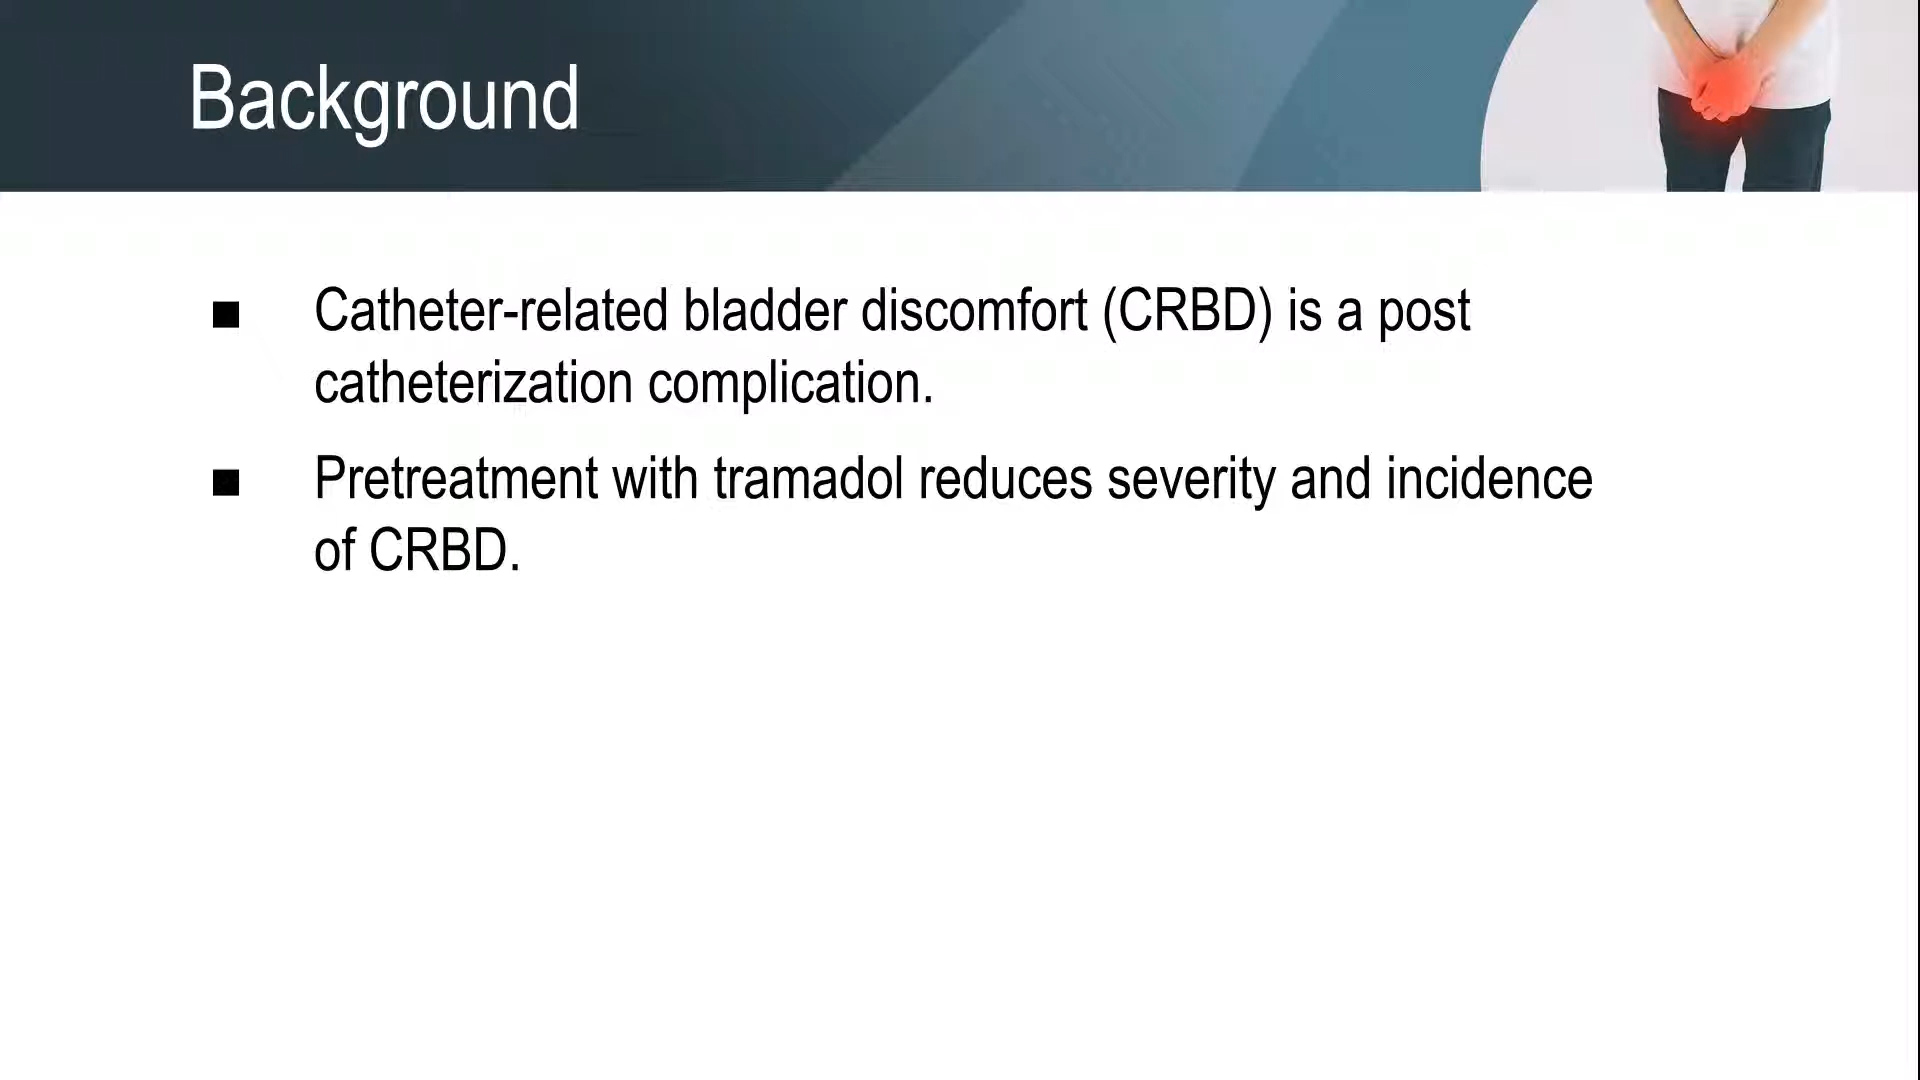 Background
■ Catheter-related bladder discomfort (CRBD) is a post
catheterization complication.
■ Pretreatment with tramadol reduces severity and incidence
of CRBD.